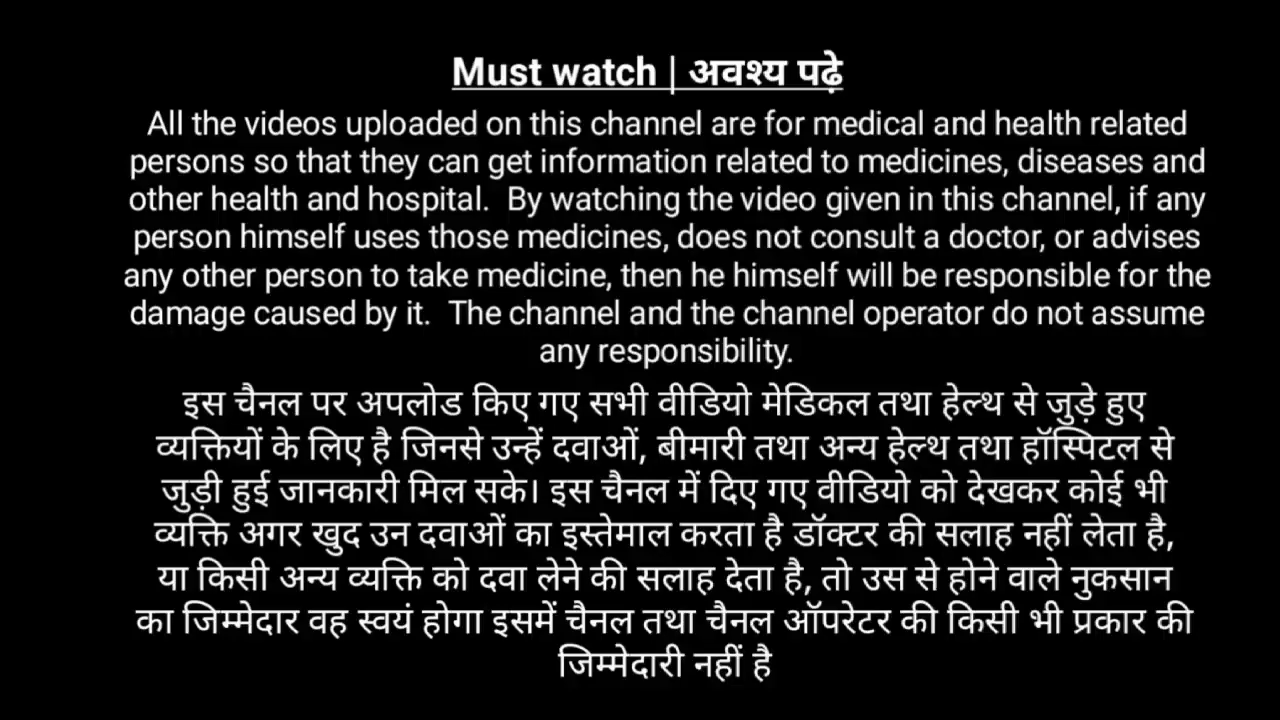 Must watch | अवश्य पढ़े
All the videos uploaded on this channel are for medical and health related
persons so that they can get information related to medicines, diseases and
other health and hospital.  By watching the video given in this channel, if any
person himself uses those medicines, does not consult a doctor, or advises
any other person to take medicine, then he himself will be responsible for the
damage caused by it.  The channel and the channel operator do not assume
any responsibility.
इस चैनल पर अपलोड किए गए सभी वीडियो मेडिकल तथा हेल्थ से जुड़े हुए
व्यक्तियों के लिए है जिनसे उन्हें दवाओं, बीमारी तथा अन्य हेल्थ तथा हॉस्पिटल से
जुड़ी हुई जानकारी मिल सके। इस चैनल में दिए गए वीडियो को देखकर कोई भी
व्यक्ति अगर खुद उन दवाओं का इस्तेमाल करता है डॉक्टर की सलाह नहीं लेता है,
या किसी अन्य व्यक्ति को दवा लेने की सलाह देता है, तो उस से होने वाले नुकसान
का जिम्मेदार वह स्वयं होगा इसमें चैनल तथा चैनल ऑपरेटर की किसी भी प्रकार की
जिम्मेदारी नहीं है